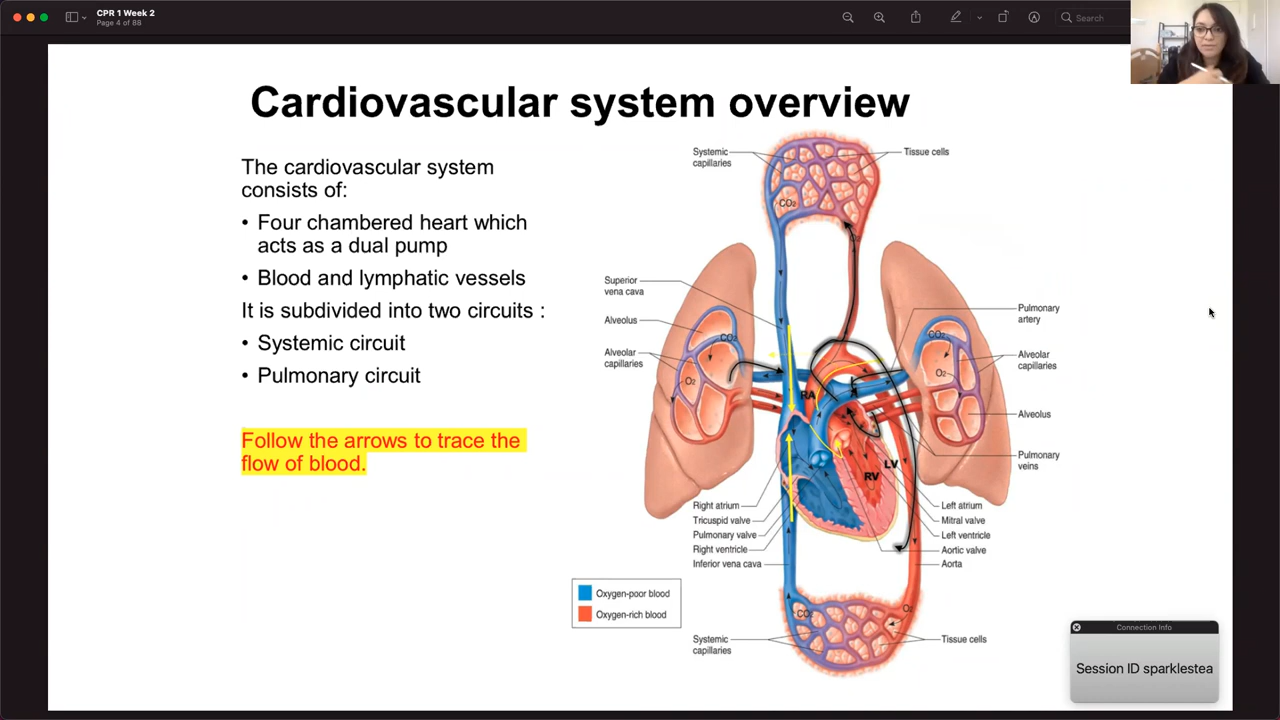 CPR 1 Week 2
Page 4 of 88
Search
Cardiovascular system overview
The cardiovascular system
consists of:
• Four chambered heart which
acts as a dual pump
• Blood and lymphatic vessels
It is subdivided into two circuits :
• Systemic circuit
• Pulmonary circuit
Follow the arrows to trace the
flow of blood.
Systemic
capillaries
Tissue cells
CO₂
Superior
vena cava
Pulmonary
artery
Alveolus
CO₂
CO₂
Alveolar
capillaries
Alveolar
capillaries
O₂
O₂
RA
Alveolus
Pulmonary
veins
LV
RV
Right atrium
Tricuspid valve
Pulmonary valve
Right ventricle
Inferior vena cava
Left atrium
Mitral valve
Left ventricle
Aortic valve
Aorta
Oxygen-poor blood
Oxygen-rich blood
CO₂
O₂
Systemic
capillaries
Tissue cells
Connection Info
Session ID sparklestea